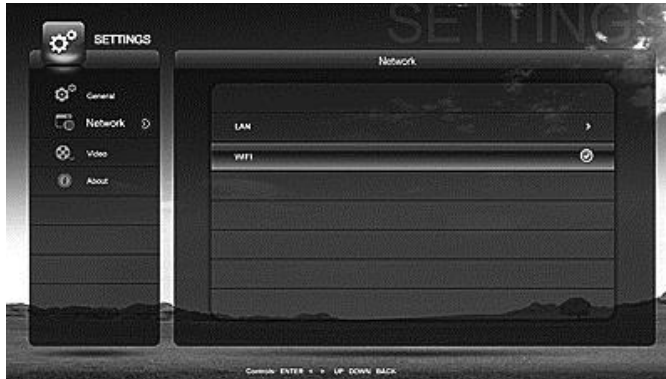 SETTINGS
SETTINGS
Network
General
Network
Video
About
LAN
WIFI
Controls: ENTER < > UP DOWN BACK